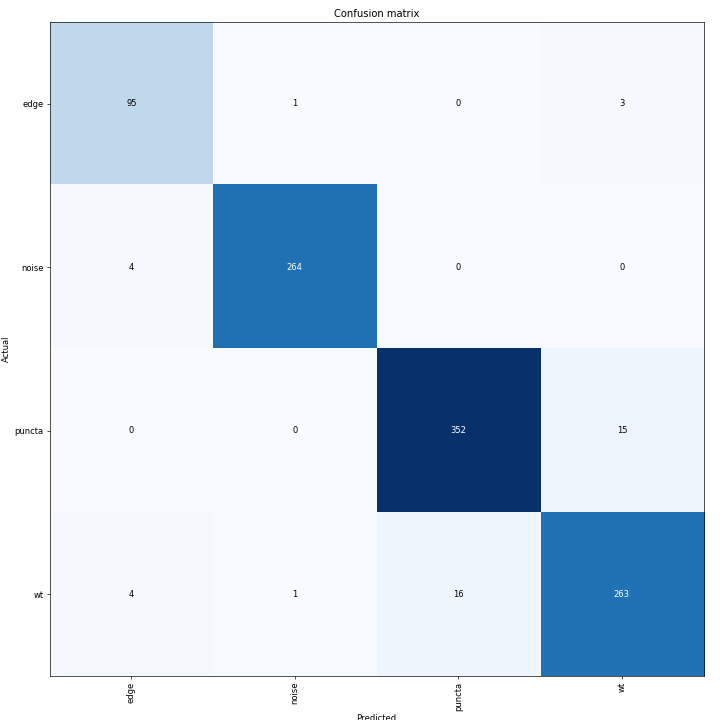 Confusion matrix
edge 95 1 0 3
noise 4 264 0 0
Actual
puncta 0 0 352 15
wt 4 1 16 263
edge noise puncta wt
Predicted